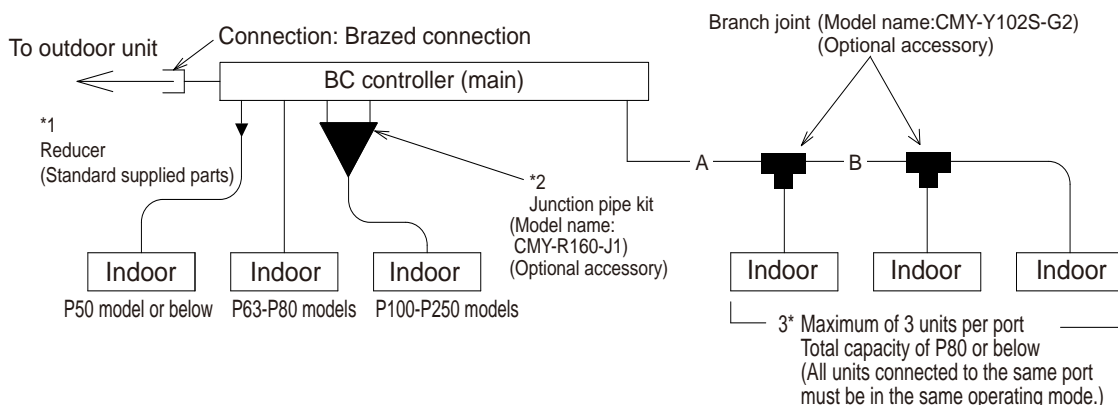 Branch joint (Model name:CMY-Y102S-G2)
(Optional accessory)
To outdoor unit
Connection: Brazed connection
BC controller (main)
*1
Reducer
(Standard supplied parts)
A
B
*2
Junction pipe kit
(Model name:
CMY-R160-J1)
(Optional accessory)
Indoor
Indoor
Indoor
Indoor
Indoor
Indoor
P50 model or below
P63-P80 models
P100-P250 models
3* Maximum of 3 units per port
Total capacity of P80 or below
(All units connected to the same port
must be in the same operating mode.)